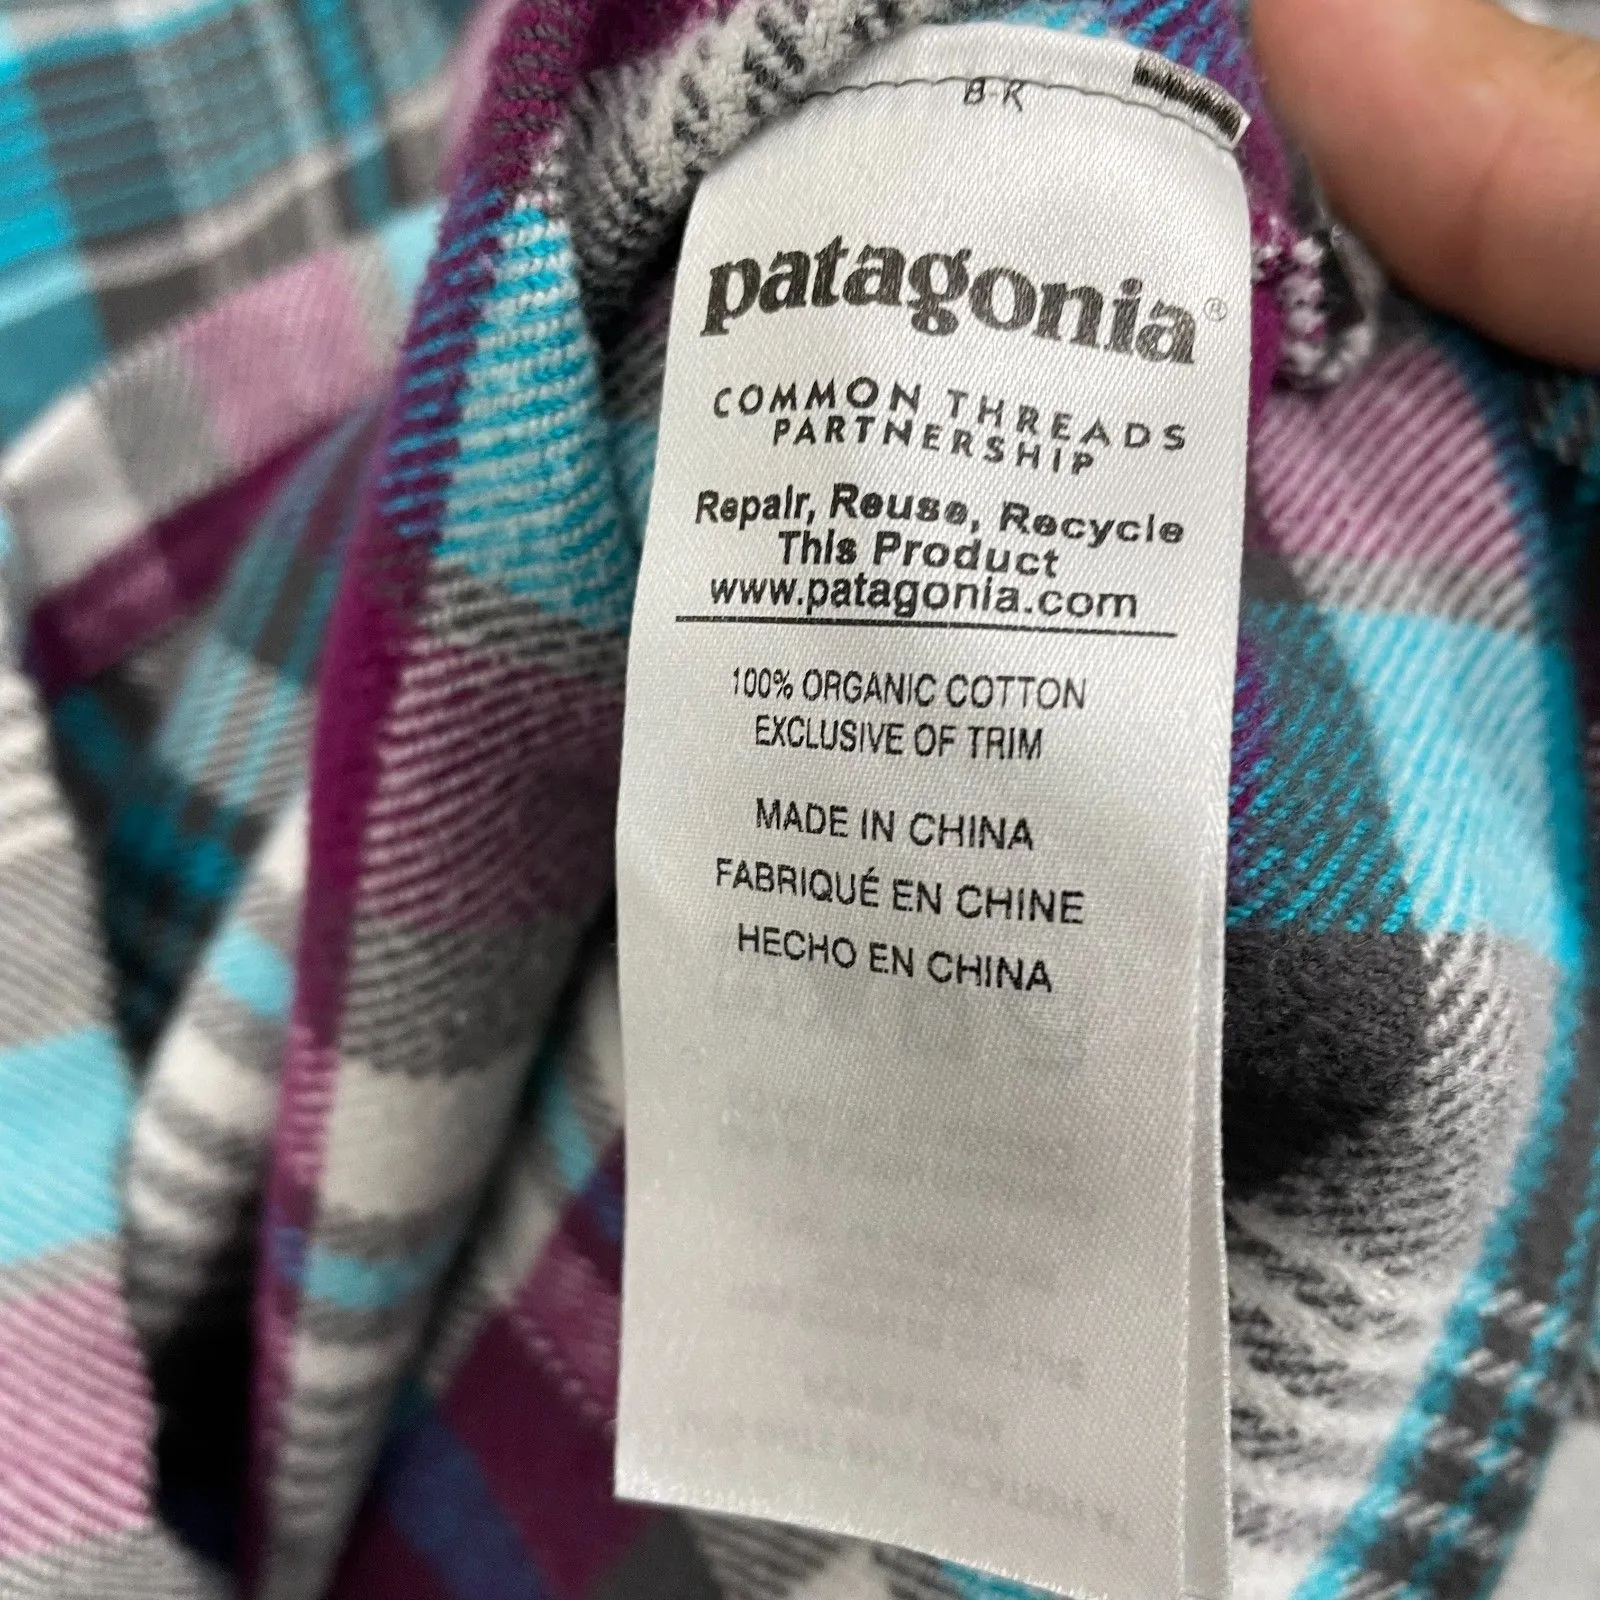 B-R
patagonia®
COMMON THREADS
PARTNERSHIP
Repair, Reuse, Recycle
This Product
www.patagonia.com
100% ORGANIC COTTON
EXCLUSIVE OF TRIM
MADE IN CHINA
FABRIQUÉ EN CHINE
HECHO EN CHINA